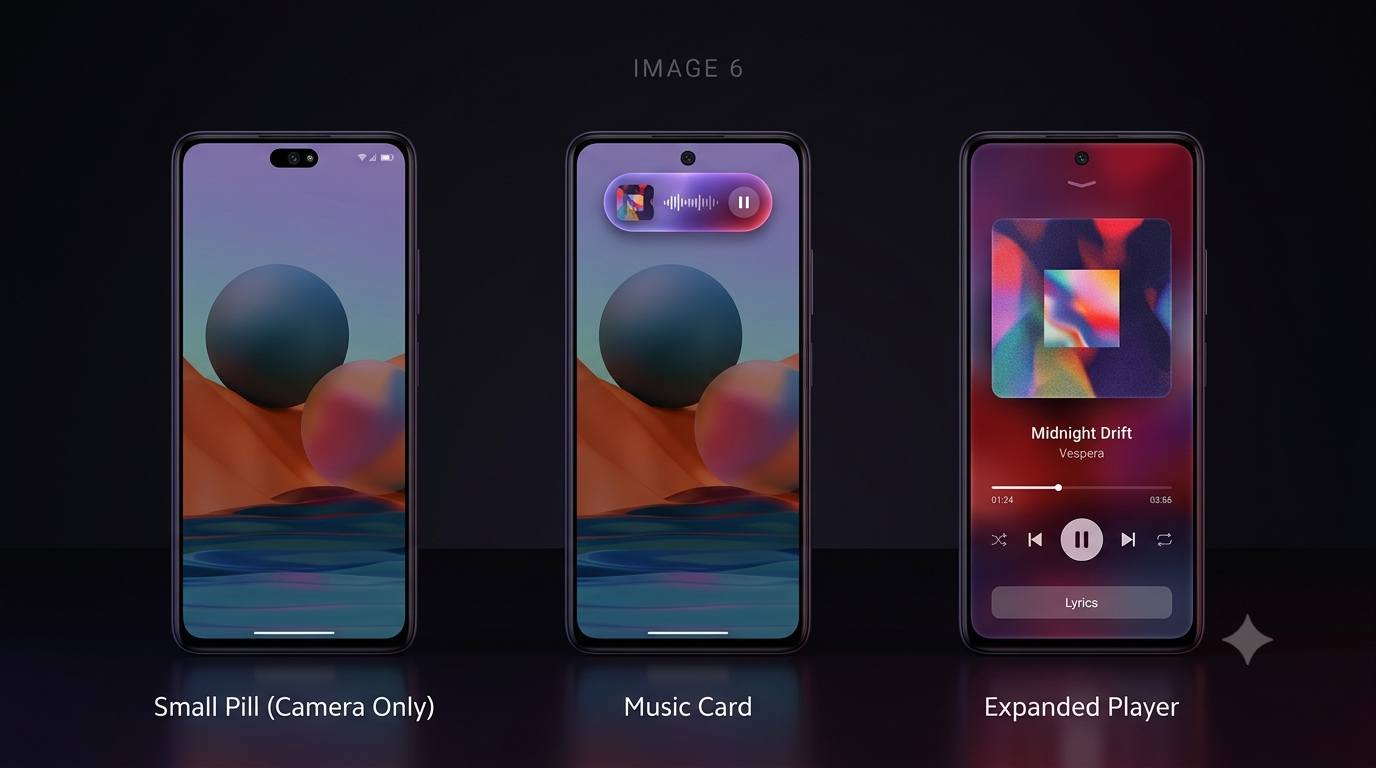 IMAGE 6
Midnight Drift
Vespera
01:24 03:56
Lyrics
Small Pill (Camera Only)
Music Card
Expanded Player